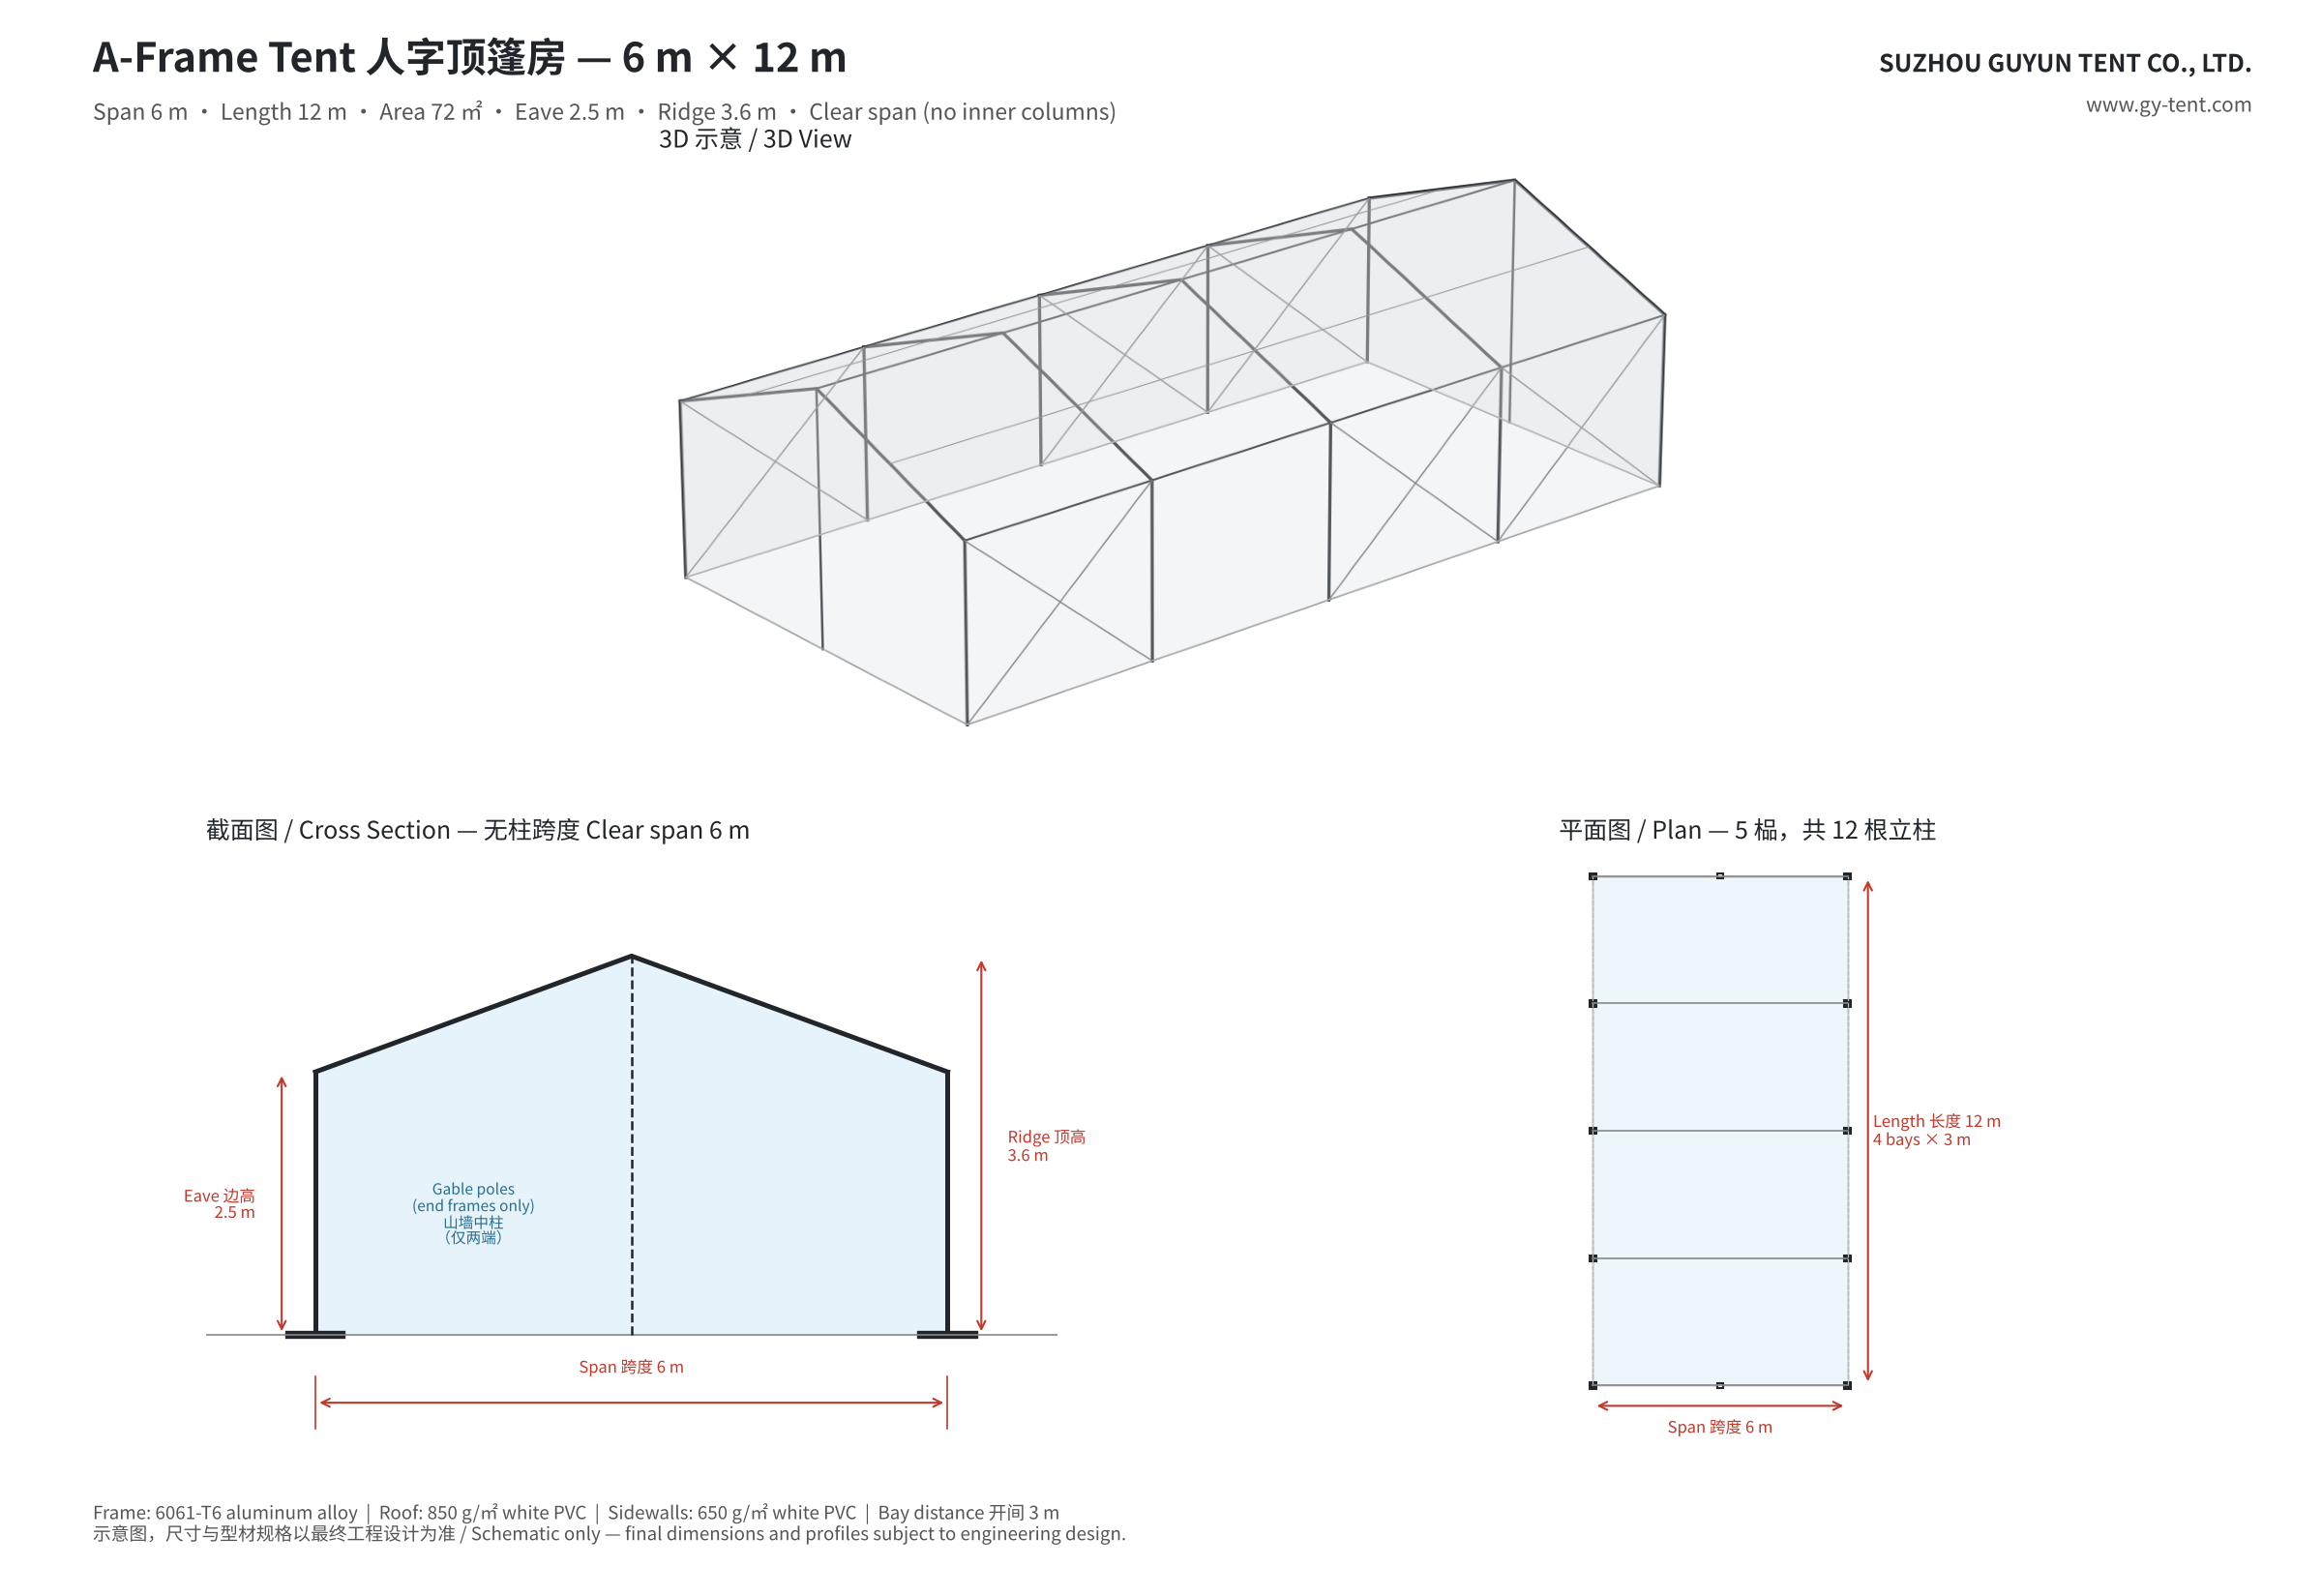 A-Frame Tent 人字顶篷房 — 6 m × 12 m
SUZHOU GUYUN TENT CO., LTD.
Span 6 m • Length 12 m • Area 72 ㎡ • Eave 2.5 m • Ridge 3.6 m • Clear span (no inner columns)
www.gy-tent.com
3D 示意 / 3D View
截面图 / Cross Section — 无柱跨度 Clear span 6 m
Ridge 顶高
3.6 m
Eave 边高
2.5 m
Gable poles
(end frames only)
山墙中柱
（仅两端）
Span 跨度 6 m
平面图 / Plan — 5 榀，共 12 根立柱
Length 长度 12 m
4 bays × 3 m
Span 跨度 6 m
Frame: 6061-T6 aluminum alloy | Roof: 850 g/㎡ white PVC | Sidewalls: 650 g/㎡ white PVC | Bay distance 开间 3 m
示意图，尺寸与型材规格以最终工程设计为准 / Schematic only — final dimensions and profiles subject to engineering design.